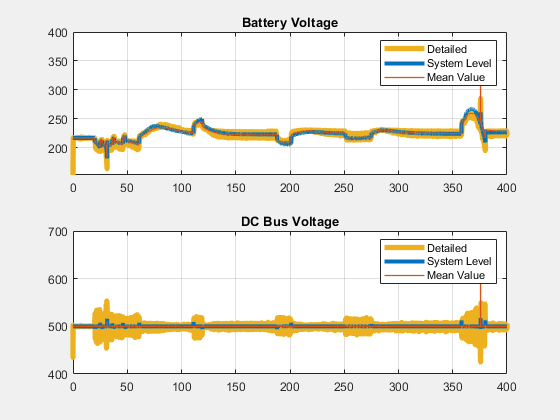 Battery Voltage
400
350
300
250
200
0 50 100 150 200 250 300 350 400
Detailed
System Level
Mean Value
DC Bus Voltage
700
600
500
400
0 50 100 150 200 250 300 350 400
Detailed
System Level
Mean Value